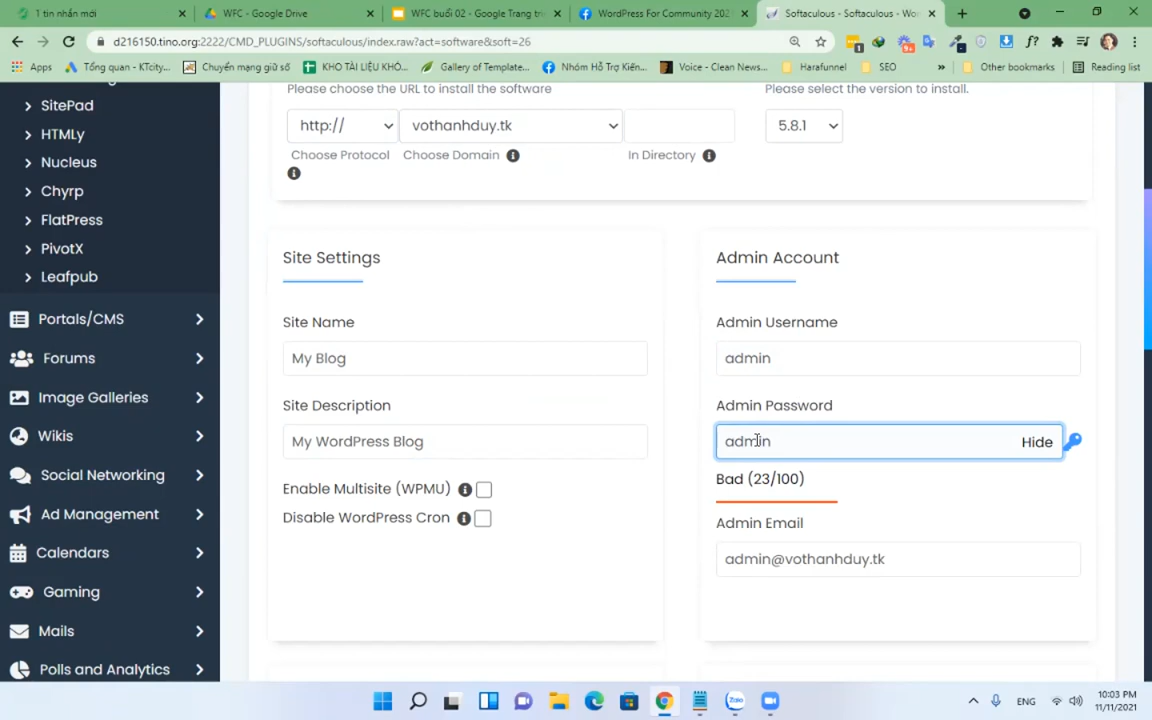 1 tin nhắn mới
WFC - Google Drive
WFC buổi 02 - Google Trang trì
WordPress For Community 202
Softaculous - Softaculous - Wo
d216150.tino.org:2222/CMD_PLUGINS/softaculous/index.raw?act=software&soft=26
Apps
Tổng quan - KTcity...
Chuyển mạng giữ số
KHO TÀI LIỆU KHÓ...
Gallery of Template...
Nhóm Hỗ Trợ Kiến...
Voice - Clean News...
Harafunnel
SEO
»
Other bookmarks
Reading list
SitePad
HTMLy
Nucleus
Chyrp
FlatPress
PivotX
Leafpub
Portals/CMS
Forums
Image Galleries
Wikis
Social Networking
Ad Management
Calendars
Gaming
Mails
Polls and Analytics
Please choose the URL to install the software
http://
vothanhduy.tk
Choose Protocol
Choose Domain
In Directory
Please select the version to install.
5.8.1
Site Settings
Site Name
My Blog
Site Description
My WordPress Blog
Enable Multisite (WPMU)
Disable WordPress Cron
Admin Account
Admin Username
admin
Admin Password
admin
Hide
Bad (23/100)
Admin Email
admin@vothanhduy.tk
ENG
10:03 PM
11/11/2021